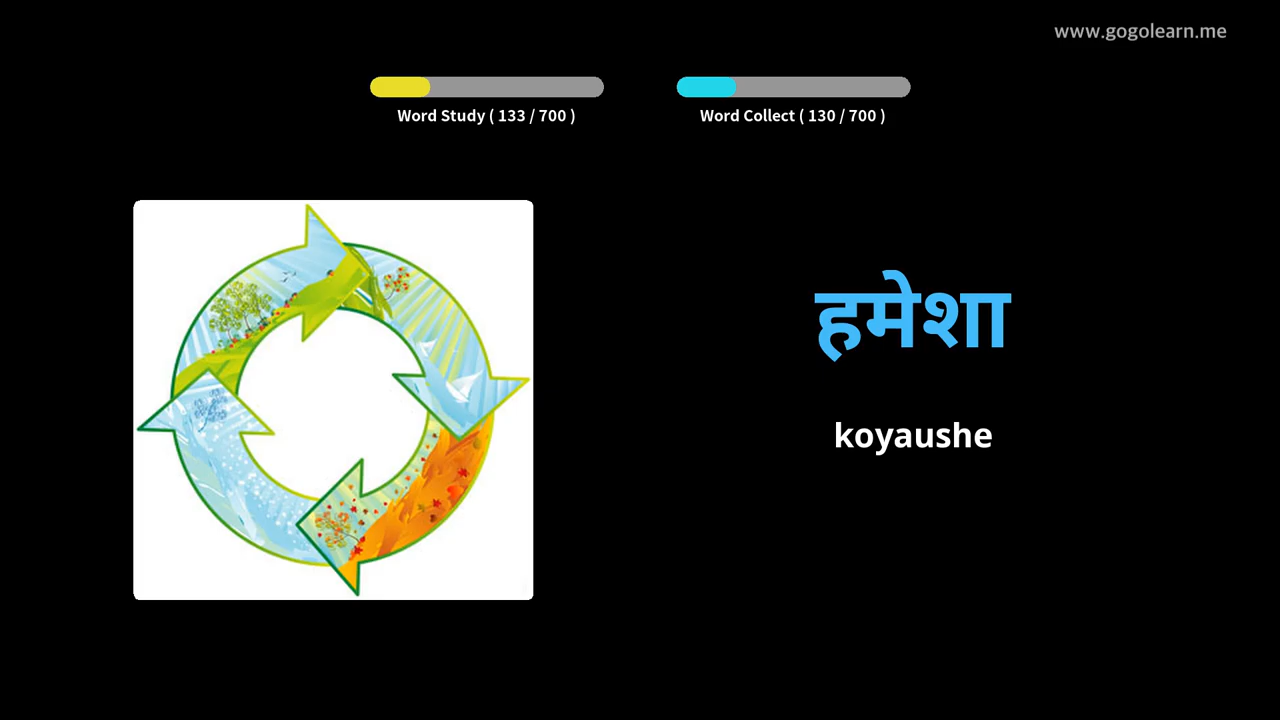 www.gogolearn.me
Word Study ( 133 / 700 )
Word Collect ( 130 / 700 )
हमेशा
koyaushe